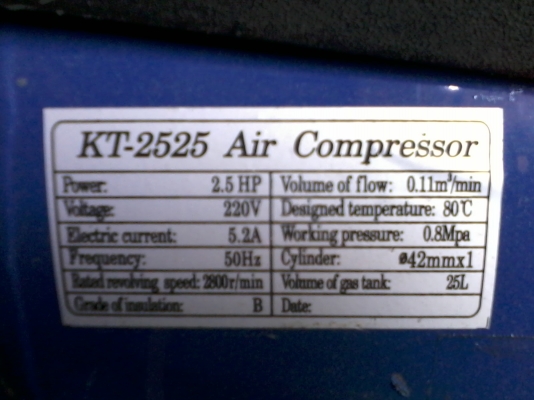 KT-2525 Air Compressor
Power: 2.5 HP Volume of flow: 0.11m³/min
Voltage: 220V Designed temperature: 80℃
Electric current: 5.2A Working pressure: 0.8Mpa
Frequency: 50Hz Cylinder: ø42mmx1
Rated revolving speed: 2800r/min Volume of gas tank: 25L
Grade of insulation: B Date: